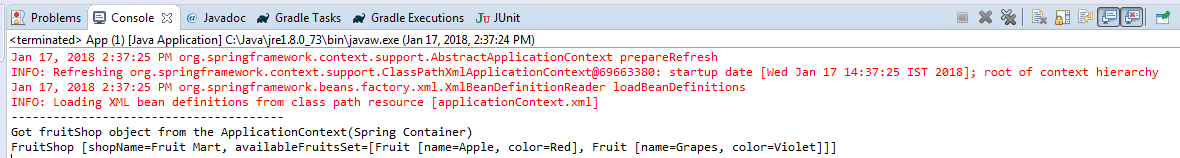 Problems Console @ Javadoc Gradle Tasks Gradle Executions JU JUnit
<terminated> App (1) [Java Application] C:\Java\jre1.8.0_73\bin\javaw.exe (Jan 17, 2018, 2:37:24 PM)
Jan 17, 2018 2:37:25 PM org.springframework.context.support.AbstractApplicationContext prepareRefresh
INFO: Refreshing org.springframework.context.support.ClassPathXmlApplicationContext@69663380: startup date [Wed Jan 17 14:37:25 IST 2018]; root of context hierarchy
Jan 17, 2018 2:37:25 PM org.springframework.beans.factory.xml.XmlBeanDefinitionReader loadBeanDefinitions
INFO: Loading XML bean definitions from class path resource [applicationContext.xml]
---------------------------------------
Got fruitShop object from the ApplicationContext(Spring Container)
FruitShop [shopName=Fruit Mart, availableFruitsSet=[Fruit [name=Apple, color=Red], Fruit [name=Grapes, color=Violet]]]